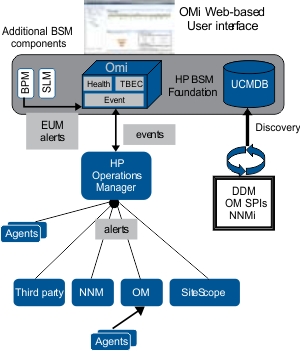 OMi Web-based
User interface
Additional BSM
components
BPM
SLM
Omi
Health
TBEC
Event
HP BSM
Foundation
UCMDB
EUM
alerts
events
Discovery
HP
Operations
Manager
DDM
OM SPIs
NNMi
Agents
alerts
Third party
NNM
OM
SiteScope
Agents